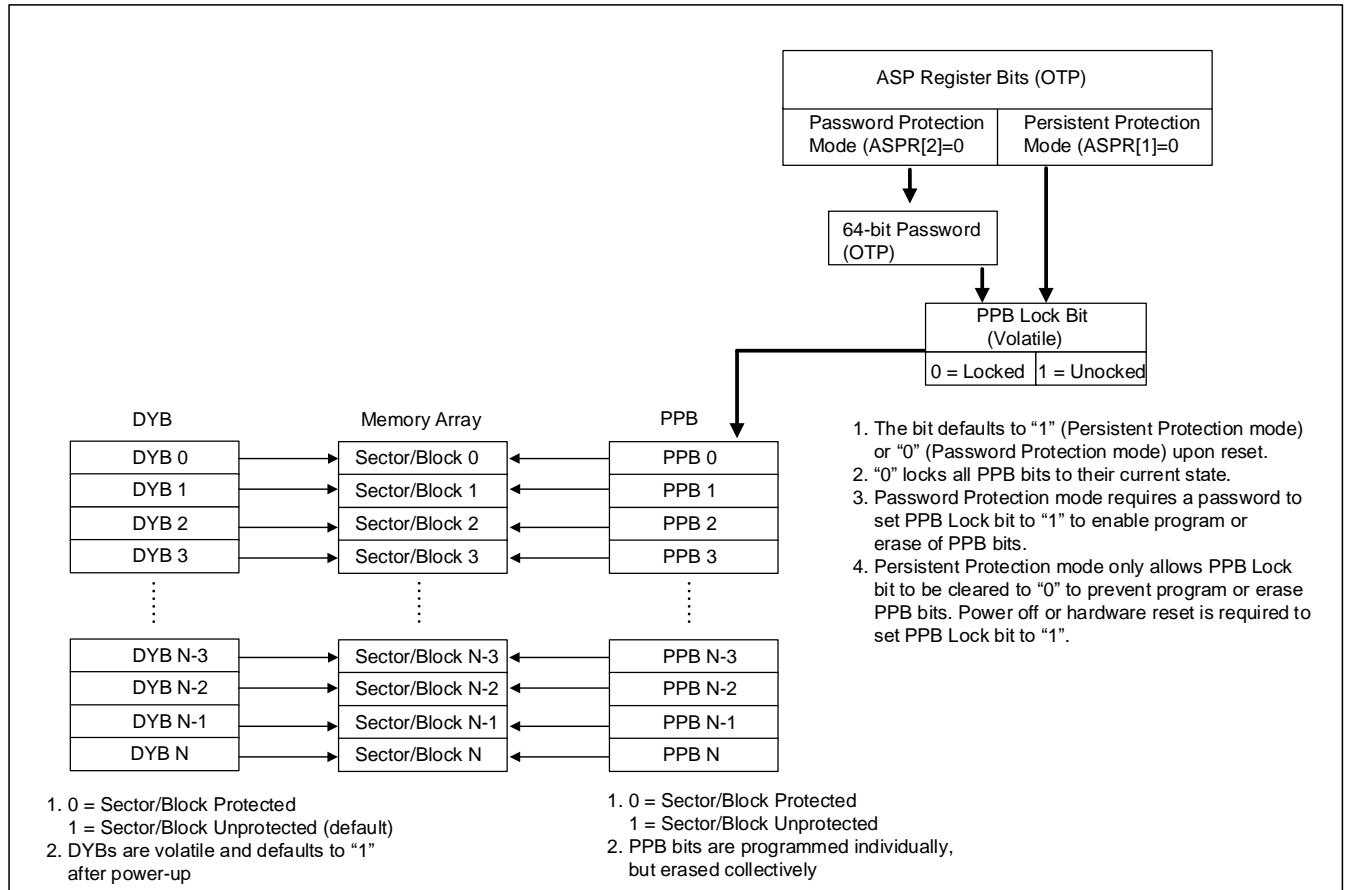 ASP Register Bits (OTP)
Password Protection
Mode (ASPR[2]=0
Persistent Protection
Mode (ASPR[1]=0
64-bit Password
(OTP)
PPB Lock Bit
(Volatile)
0 = Locked
1 = Unocked
DYB
Memory Array
PPB
DYB 0
Sector/Block 0
PPB 0
DYB 1
Sector/Block 1
PPB 1
DYB 2
Sector/Block 2
PPB 2
DYB 3
Sector/Block 3
PPB 3
DYB N-3
Sector/Block N-3
PPB N-3
DYB N-2
Sector/Block N-2
PPB N-2
DYB N-1
Sector/Block N-1
PPB N-1
DYB N
Sector/Block N
PPB N
1. The bit defaults to “1” (Persistent Protection mode)
or “0” (Password Protection mode) upon reset.
2. “0” locks all PPB bits to their current state.
3. Password Protection mode requires a password to
set PPB Lock bit to “1” to enable program or
erase of PPB bits.
4. Persistent Protection mode only allows PPB Lock
bit to be cleared to “0” to prevent program or erase
PPB bits. Power off or hardware reset is required to
set PPB Lock bit to “1”.
1. 0 = Sector/Block Protected
1 = Sector/Block Unprotected (default)
2. DYBs are volatile and defaults to “1”
after power-up
1. 0 = Sector/Block Protected
1 = Sector/Block Unprotected
2. PPB bits are programmed individually,
but erased collectively